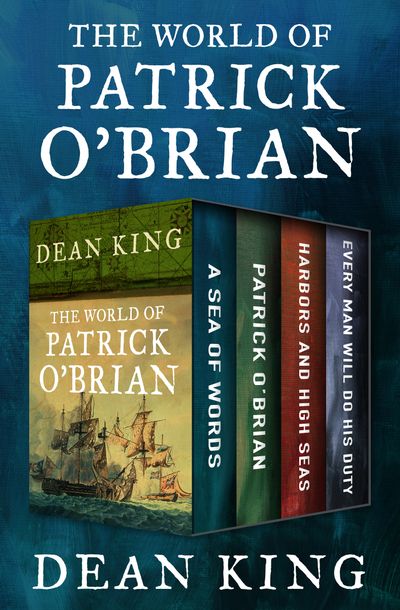 THE WORLD OF
PATRICK
O'BRIAN
DEAN KING
THE WORLD OF
PATRICK
O'BRIAN
A SEA OF WORDS
PATRICK O'BRIAN
HARBORS AND HIGH SEAS
EVERY MAN WILL DO HIS DUTY
DEAN KING